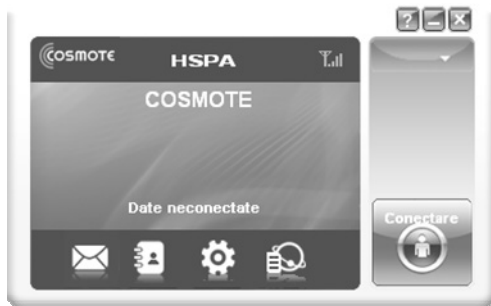 COSMOTE
HSPA
COSMOTE
Date neconectate
Conectare